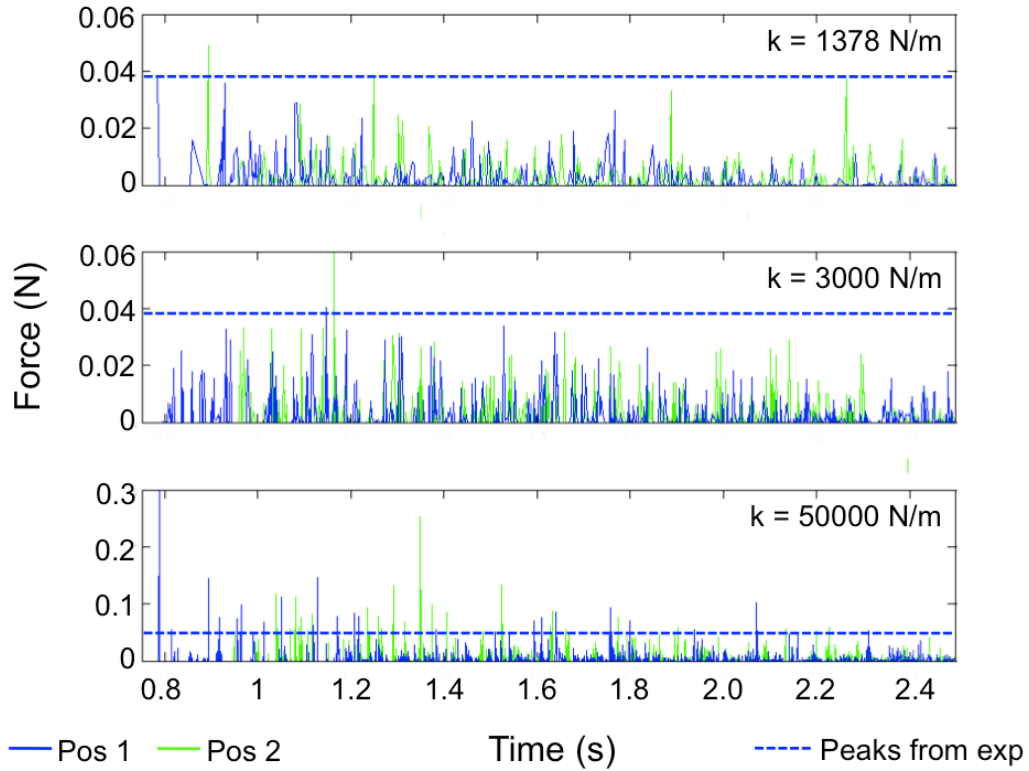 0.06
k = 1378 N/m
0.04
0.02
0
0.06
k = 3000 N/m
0.04
0.02
0
Force (N)
0.3
k = 50000 N/m
0.2
0.1
0
0.8 1 1.2 1.4 1.6 1.8 2.0 2.2 2.4
Pos 1 Pos 2 Time (s) Peaks from exp